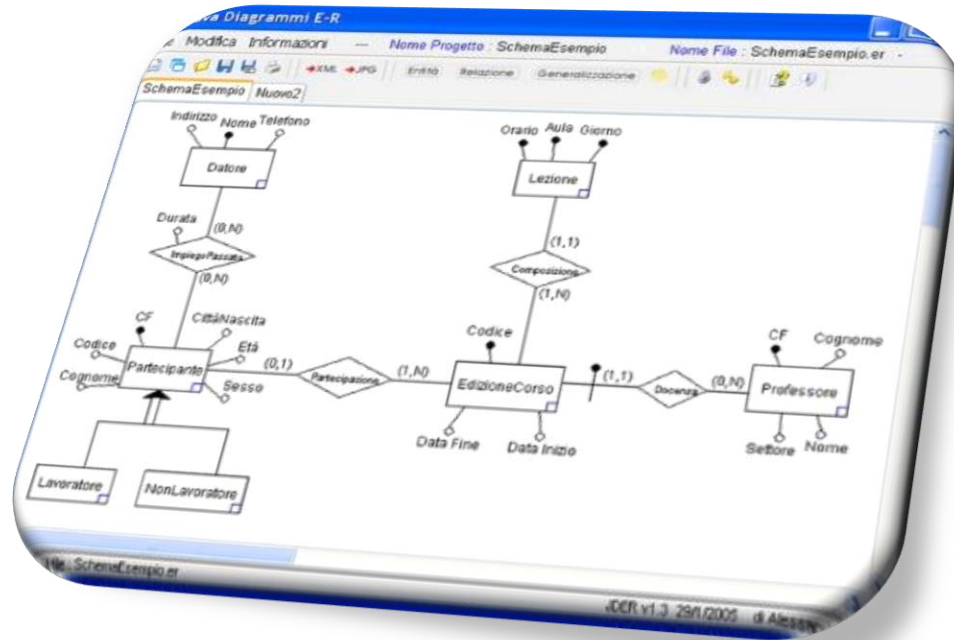 va Diagrammi E-R
Modifica Informazioni --- Nome Progetto : SchemaEsempio Nome File : SchemaEsempio.er -
XML JPG Entità Relazione Generalizzazione
SchemaEsempio Nuovo2
Indirizzo Nome Telefono
Orario Aula Giorno
Datore
Lezione
Durata
(0,N)
(1,1)
ImpiegoPassato
Composizione
(0,N)
(1,N)
CF CittàNascita
Codice
CF Cognome
Codice Età
Partecipante (0,1) Partecipazione (1,N) EdizioneCorso (1,1) Docenza (0,N) Professore
Cognome Sesso
Data Fine Data Inizio
Settore Nome
Lavoratore NonLavoratore
File : SchemaEsempio.er
JDER v1.3 29/1/2005 di Aless